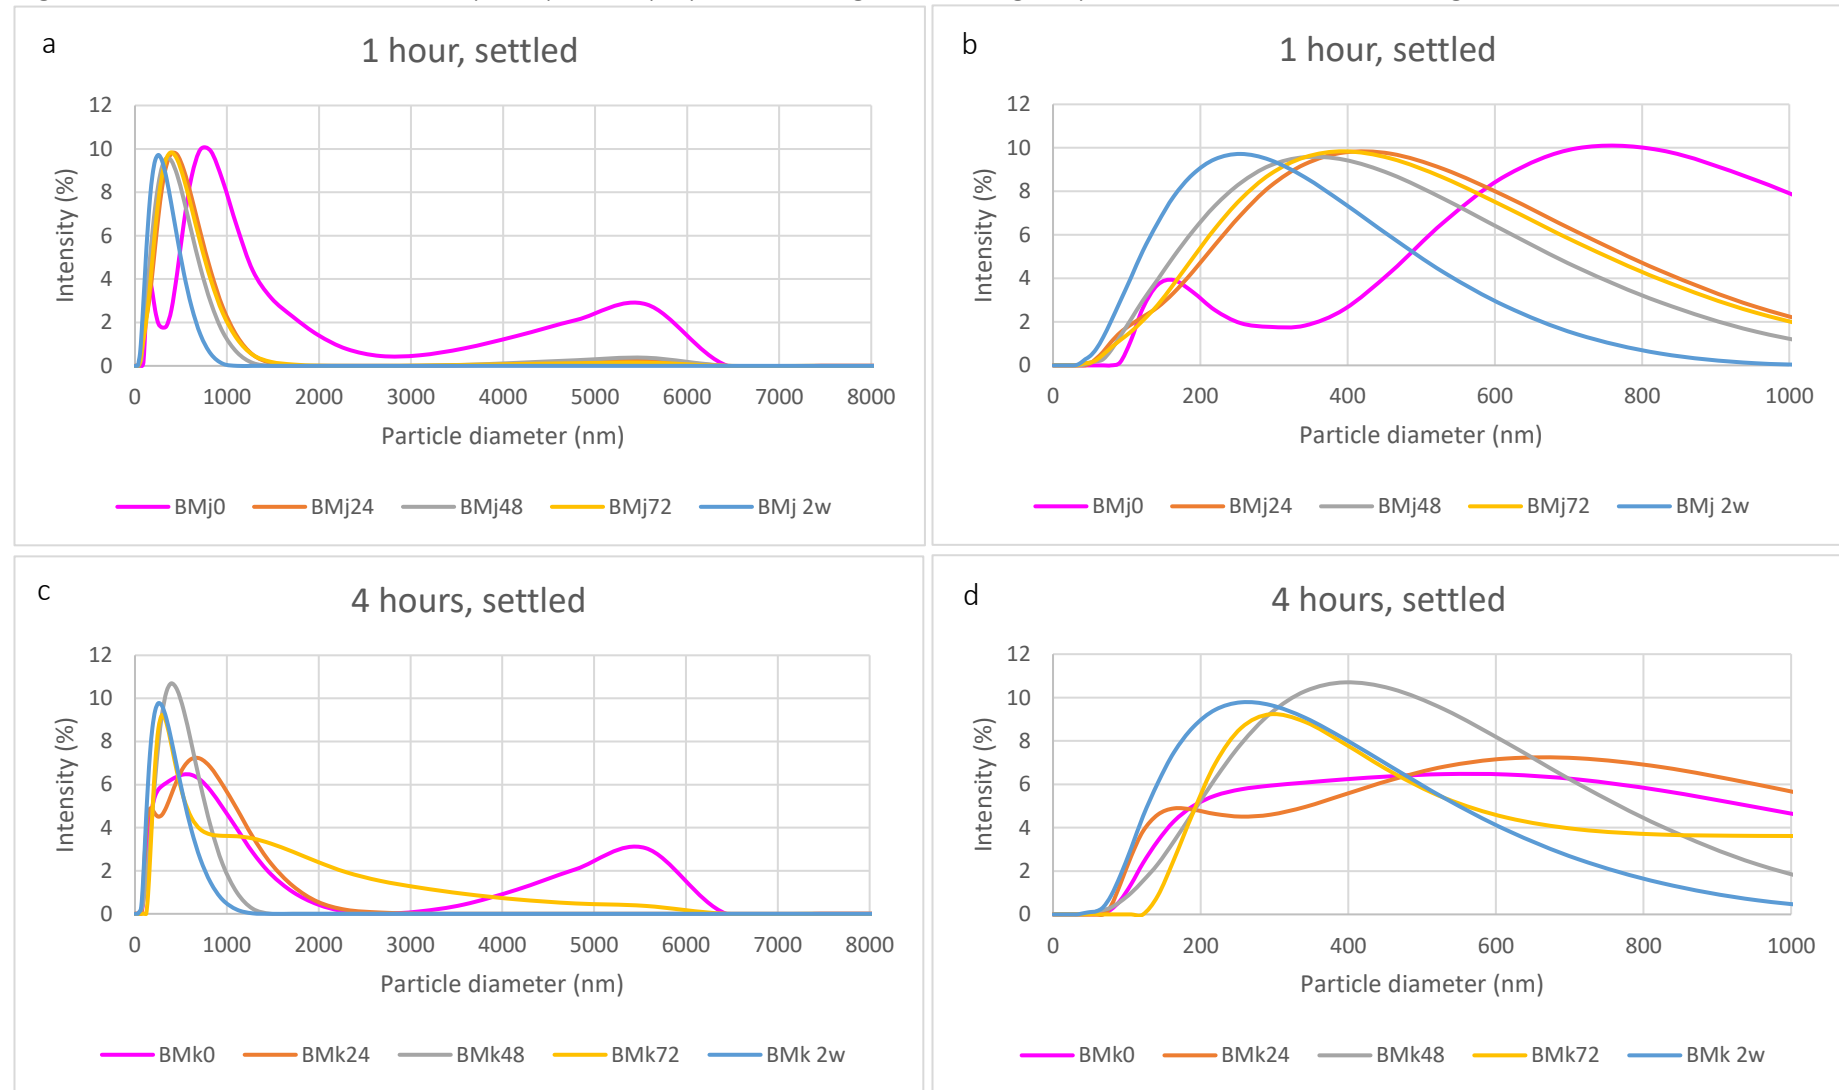 a
1 hour, settled
12
10
8
6
4
2
0
Intensity (%)
0 1000 2000 3000 4000 5000 6000 7000 8000
Particle diameter (nm)
BMj0 BMj24 BMj48 BMj72 BMj 2w
b
1 hour, settled
12
10
8
6
4
2
0
Intensity (%)
0 200 400 600 800 1000
Particle diameter (nm)
BMj0 BMj24 BMj48 BMj72 BMj 2w
c
4 hours, settled
12
10
8
6
4
2
0
Intensity (%)
0 1000 2000 3000 4000 5000 6000 7000 8000
Particle diameter (nm)
BMk0 BMk24 BMk48 BMk72 BMk 2w
d
4 hours, settled
12
10
8
6
4
2
0
Intensity (%)
0 200 400 600 800 1000
Particle diameter (nm)
BMk0 BMk24 BMk48 BMk72 BMk 2w